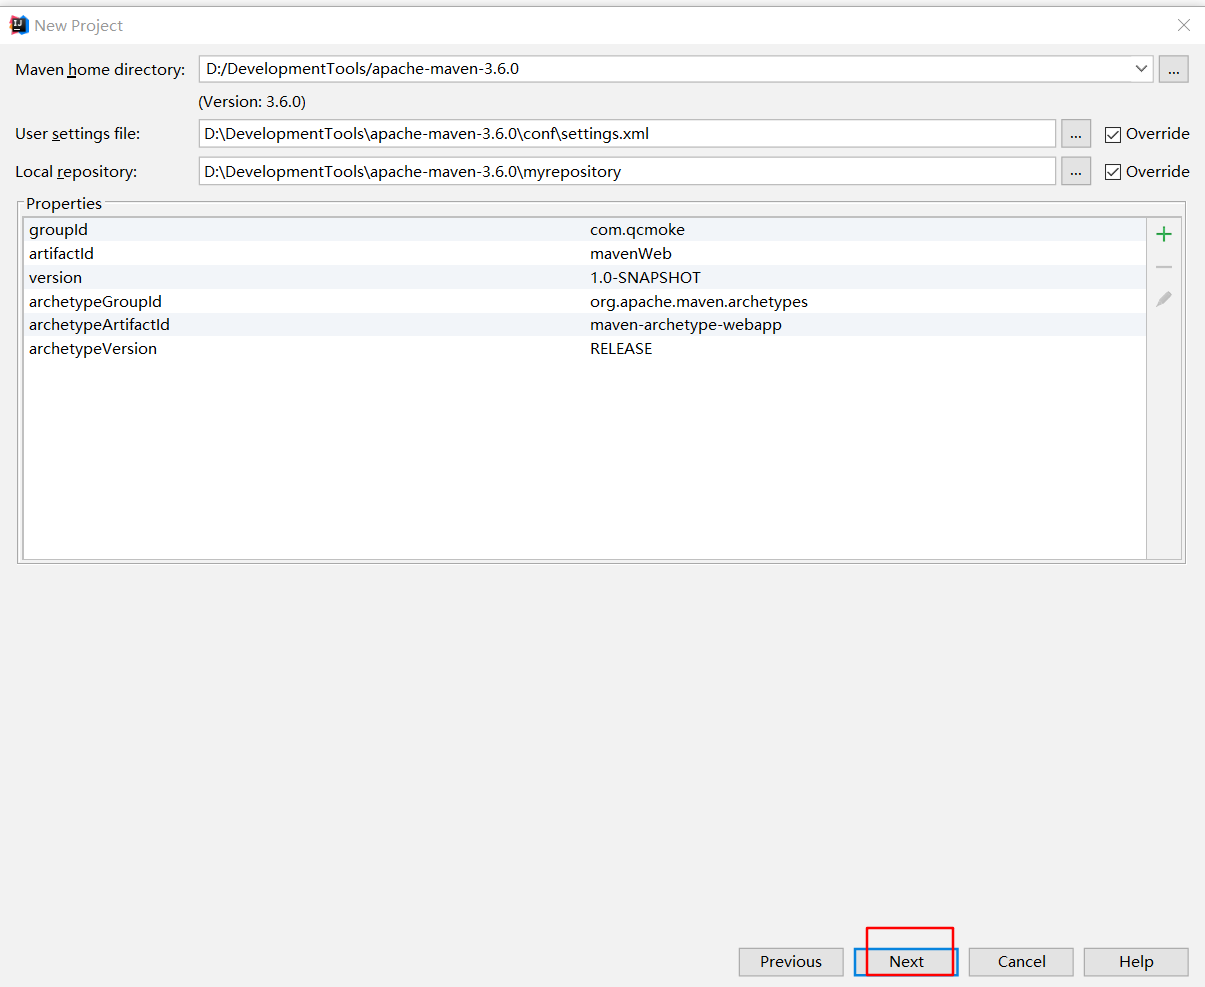 New Project
Maven home directory: D:/DevelopmentTools/apache-maven-3.6.0 ...
(Version: 3.6.0)
User settings file: D:\DevelopmentTools\apache-maven-3.6.0\conf\settings.xml ... Override
Local repository: D:\DevelopmentTools\apache-maven-3.6.0\myrepository ... Override
Properties
groupId com.qcmoke
artifactId mavenWeb
version 1.0-SNAPSHOT
archetypeGroupId org.apache.maven.archetypes
archetypeArtifactId maven-archetype-webapp
archetypeVersion RELEASE
Previous Next Cancel Help